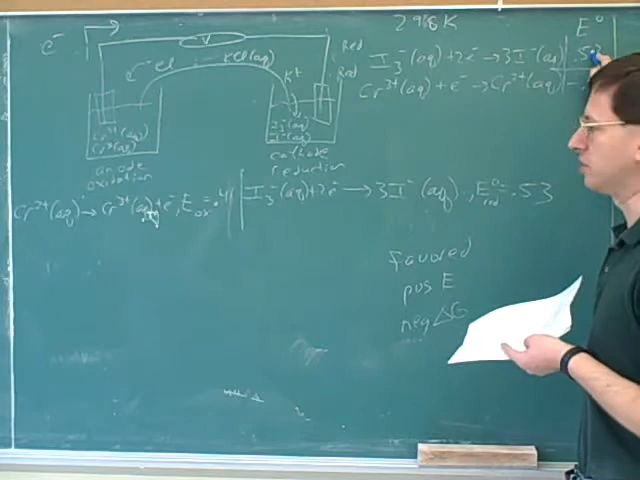 298 K
E°
e⁻
V
I₃⁻(aq) + 2e⁻ → 3I⁻(aq) .53
Cr³⁺(aq) + e⁻ → Cr²⁺(aq) -.
Red
Red
e⁻ Cl⁻ KCl(aq) K⁺
Cr³⁺(aq)
Cr²⁺(aq)
I₃⁻(aq)
I⁻(aq)
anode
oxidation
cathode
reduction
Cr²⁺(aq) → Cr³⁺(aq) + e⁻, E°ox = .41
I₃⁻(aq) + 2e⁻ → 3I⁻(aq), E°red = .53
favored
pos E
neg ΔG